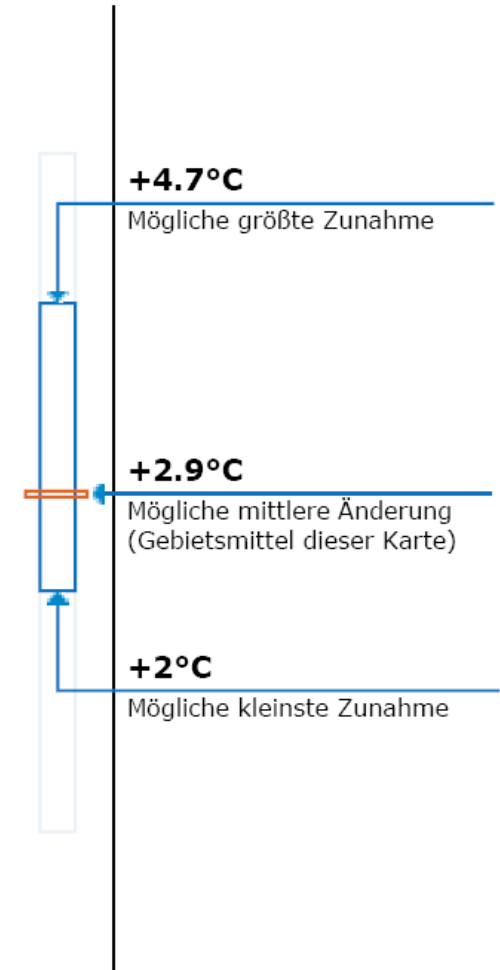 +4.7°C
Mögliche größte Zunahme
+2.9°C
Mögliche mittlere Änderung
(Gebietsmittel dieser Karte)
+2°C
Mögliche kleinste Zunahme